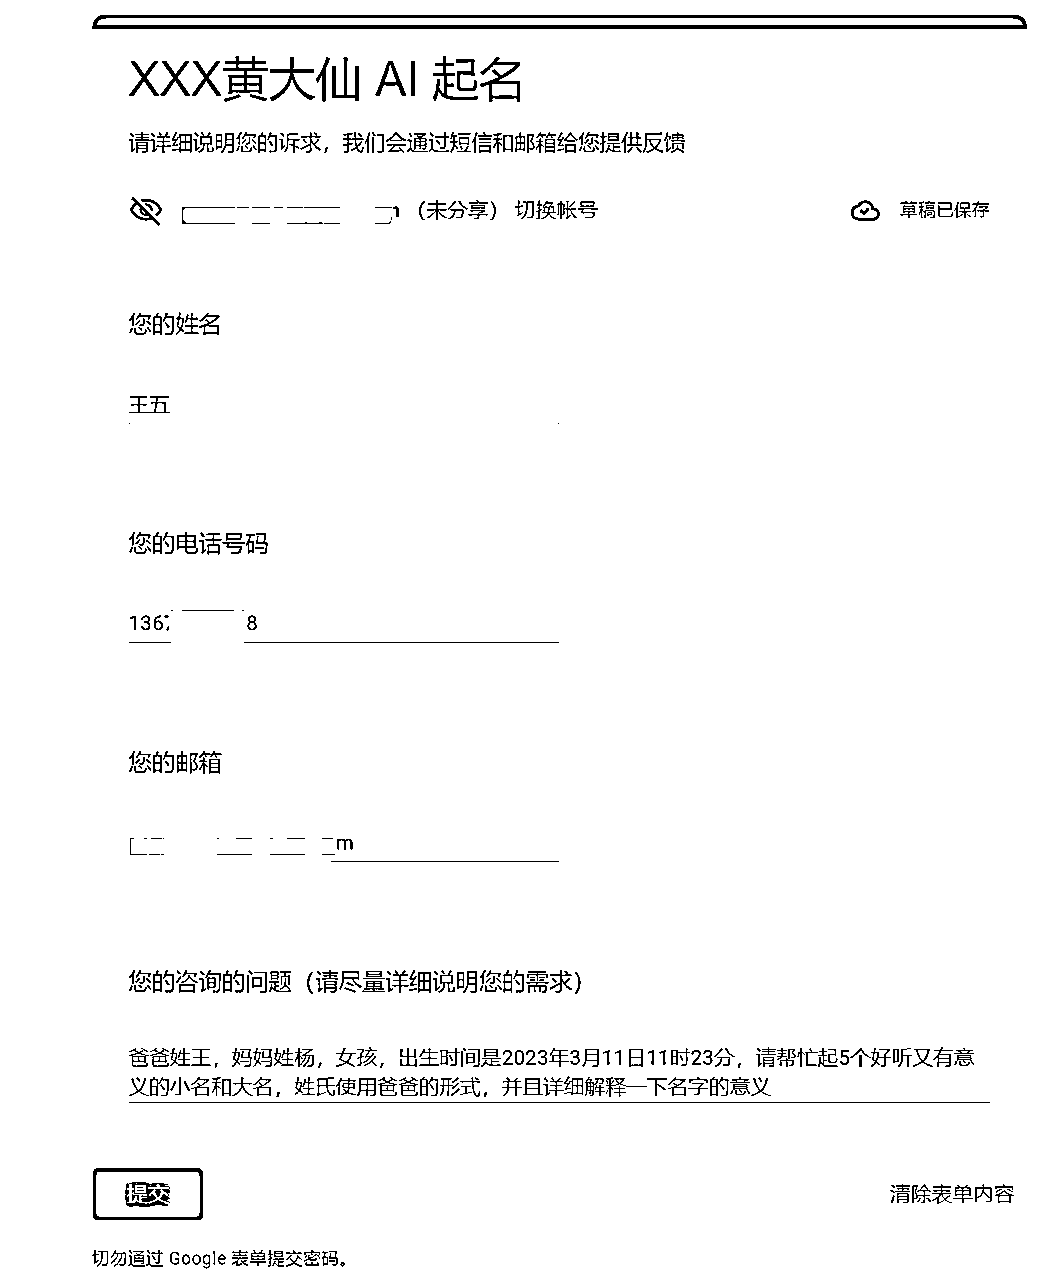 XXX黄大仙 AI 起名
请详细说明您的诉求，我们会通过短信和邮箱给您提供反馈
（未分享） 切换帐号
草稿已保存
您的姓名
王五
您的电话号码
136 8
您的邮箱
m
您的咨询的问题（请尽量详细说明您的需求）
爸爸姓王，妈妈姓杨，女孩，出生时间是2023年3月11日11时23分，请帮忙起5个好听又有意
义的小名和大名，姓氏使用爸爸的形式，并且详细解释一下名字的意义
提交
清除表单内容
切勿通过 Google 表单提交密码。